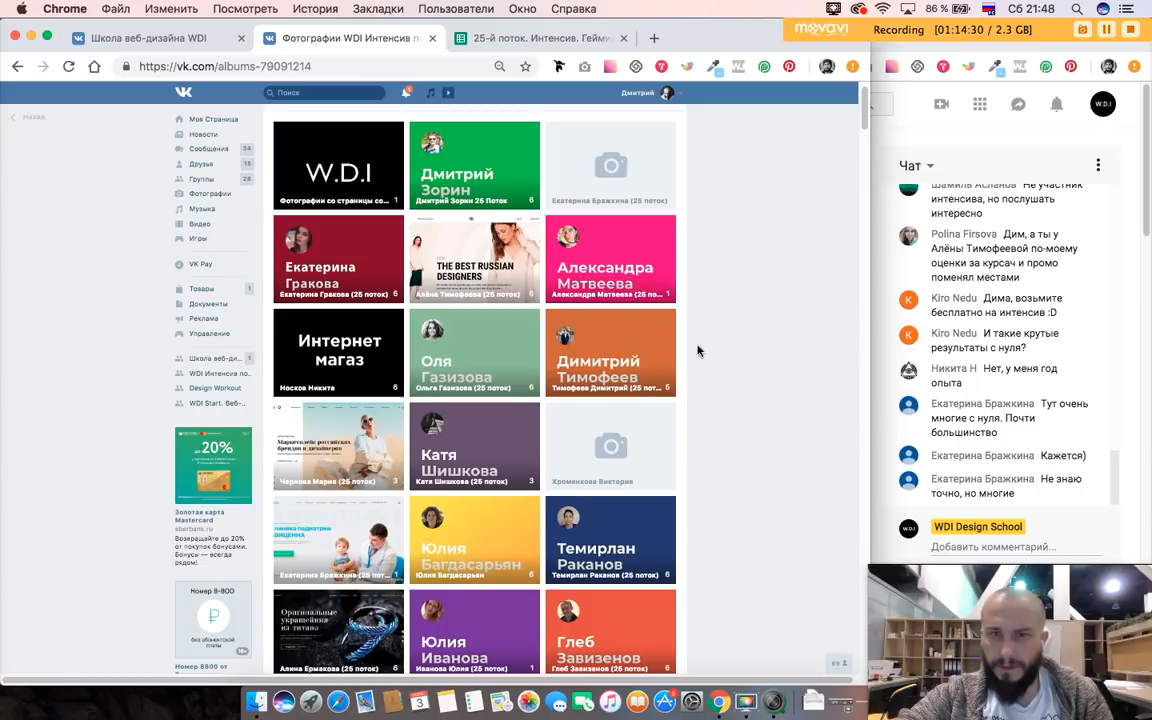 Chrome Файл Изменить Посмотреть История Закладки Профили Окно Справка
86 % Сб 21:48
Школа веб-дизайна WDI
Фотографии WDI Интенсив по
25-й поток. Интенсив. Гейми
movavi
Recording [01:14:30 / 2.3 GB]
https://vk.com/albums-79091214
Поиск
Дмитрий
Назад
Моя Страница
Новости
Сообщения 34
Друзья 15
Группы 28
Фотографии
Музыка
Видео
Игры
VK Pay
Товары 1
Документы
Реклама
Управление
Школа веб-ди... 1
WDI Интенсив по...
Design Workout
WDI Start. Веб-...
до 20%
Золотая карта
Mastercard
sberbank.ru
Возвращайте до 20%
от покупок бонусами.
Бонусы — всегда
рядом!
Номер 8-800
без абонентской
платы
18+
Номер 8800 от
W.D.I
Фотографии со страницы со... 1
Дмитрий
Зорин
Дмитрий Зорин 25 Поток 6
Екатерина Бражкина (25 поток)
Екатерина
Гракова
Екатерина Гракова (25 поток) 6
THE BEST RUSSIAN
DESIGNERS
Алёна Тимофеева (25 поток) 6
Александра
Матвеева
Александра Матвеева (25 по... 1
Интернет
магаз
Носков Никита 6
Оля
Газизова
Ольга Газизова (25 поток) 6
Димитрий
Тимофеев
Тимофеев Димитрий (25 пот... 5
Маркетплейс российских
брендов и дизайнеров
Чернова Мария (25 поток) 3
Катя
Шишкова
Катя Шишкова (25 поток) 3
Хроменкова Виктория
Екатерина Бражкина (25 пот... 1
Юлия
Багдасарьян
Юлия Багдасарьян 6
Темирлан
Раканов
Темирлан Раканов (25 поток) 6
Оригинальные
украшения
из титана
Алина Ермакова (25 поток) 6
Юлия
Иванова
Иванова Юлия (25 поток) 1
Глеб
Завизенов
Глеб Завизенов (25 поток) 6
69
W.D.I
Чат
Шамиль Асланов Не участник
интенсива, но послушать
интересно
Polina Firsova Дим, а ты у
Алёны Тимофеевой по-моему
оценки за курсач и промо
поменял местами
Kiro Nedu Дима, возьмите
бесплатно на интенсив :D
Kiro Nedu И такие крутые
результаты с нуля?
Никита Н Нет, у меня год
опыта
Екатерина Бражкина Тут очень
многие с нуля. Почти
большинство
Екатерина Бражкина Кажется)
Екатерина Бражкина Не знаю
точно, но многие
WDI Design School
Добавить комментарий...